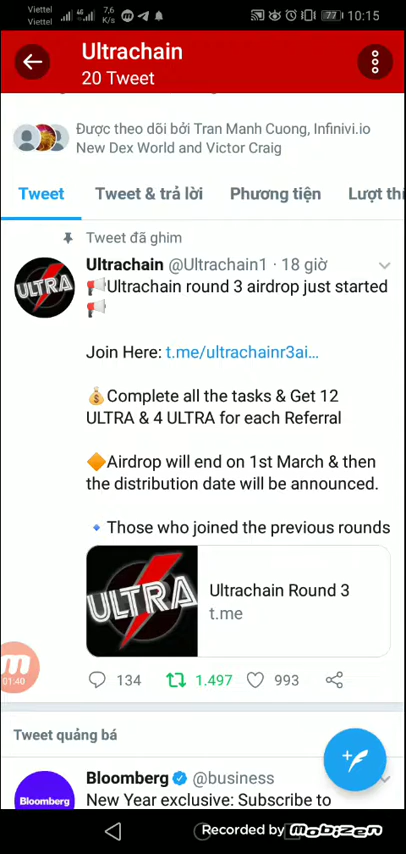 Viettel
Viettel
4G
7,6
K/s
77
10:15
Ultrachain
20 Tweet
Được theo dõi bởi Tran Manh Cuong, Infinivi.io
New Dex World and Victor Craig
Tweet
Tweet & trả lời
Phương tiện
Lượt thí
Tweet đã ghim
Ultrachain @Ultrachain1 · 18 giờ
📢Ultrachain round 3 airdrop just started
📢
Join Here: t.me/ultrachainr3ai...
💰Complete all the tasks & Get 12
ULTRA & 4 ULTRA for each Referral
🔶Airdrop will end on 1st March & then
the distribution date will be announced.
🔹Those who joined the previous rounds
ULTRA
ULTRA
Ultrachain Round 3
t.me
01:40
134
1.497
993
Tweet quảng bá
Bloomberg
Bloomberg @business
New Year exclusive: Subscribe to
Recorded by mobizen